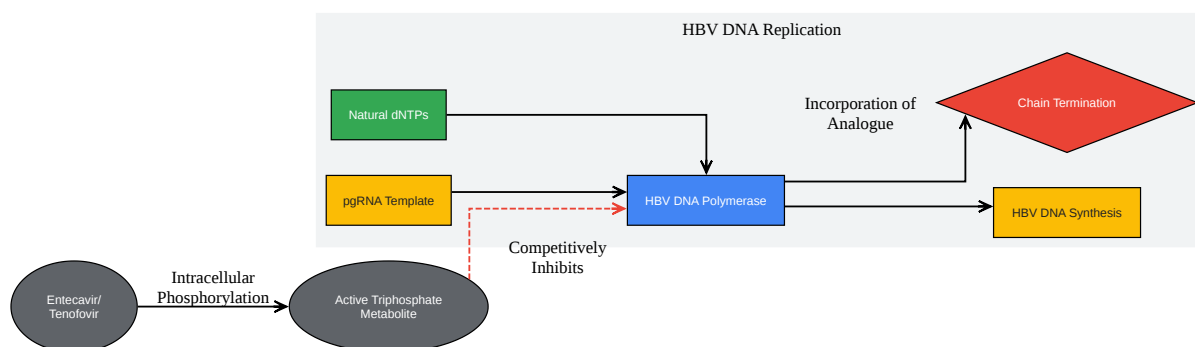 HBV DNA Replication
Natural dNTPs
Incorporation of
Analogue
Chain Termination
pgRNA Template
HBV DNA Polymerase
HBV DNA Synthesis
Competitively
Inhibits
Intracellular
Phosphorylation
Entecavir/
Tenofovir
Active Triphosphate
Metabolite